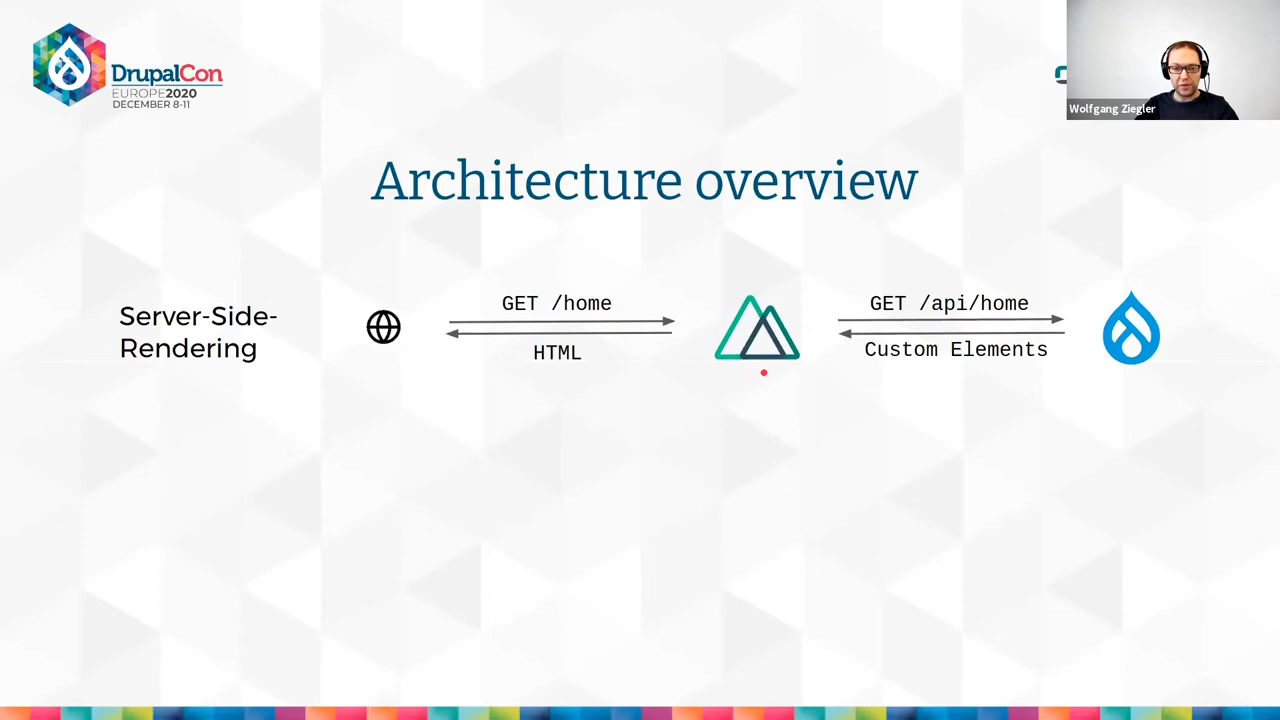 DrupalCon
EUROPE2020
DECEMBER 8-11
Wolfgang Ziegler
Architecture overview
Server-Side-
Rendering
GET /home
HTML
GET /api/home
Custom Elements